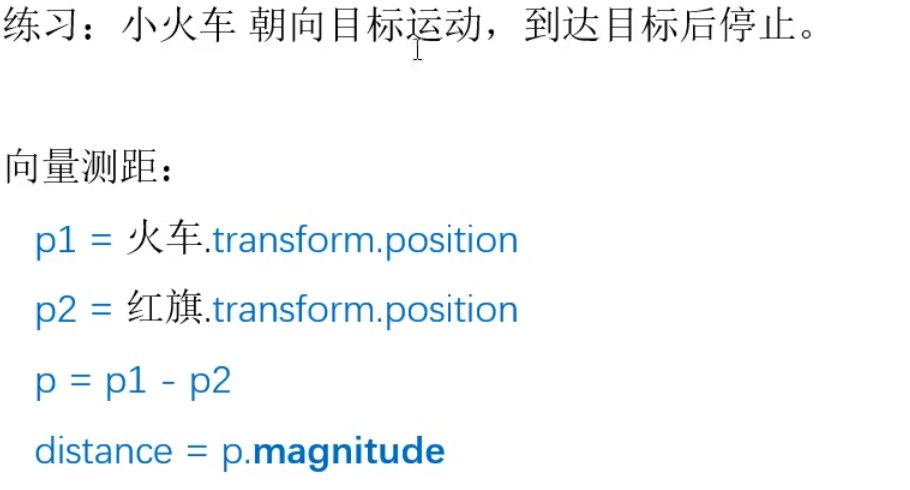 练习：小火车 朝向目标运动，到达目标后停止。
向量测距：
p1 = 火车.transform.position
p2 = 红旗.transform.position
p = p1 - p2
distance = p.magnitude